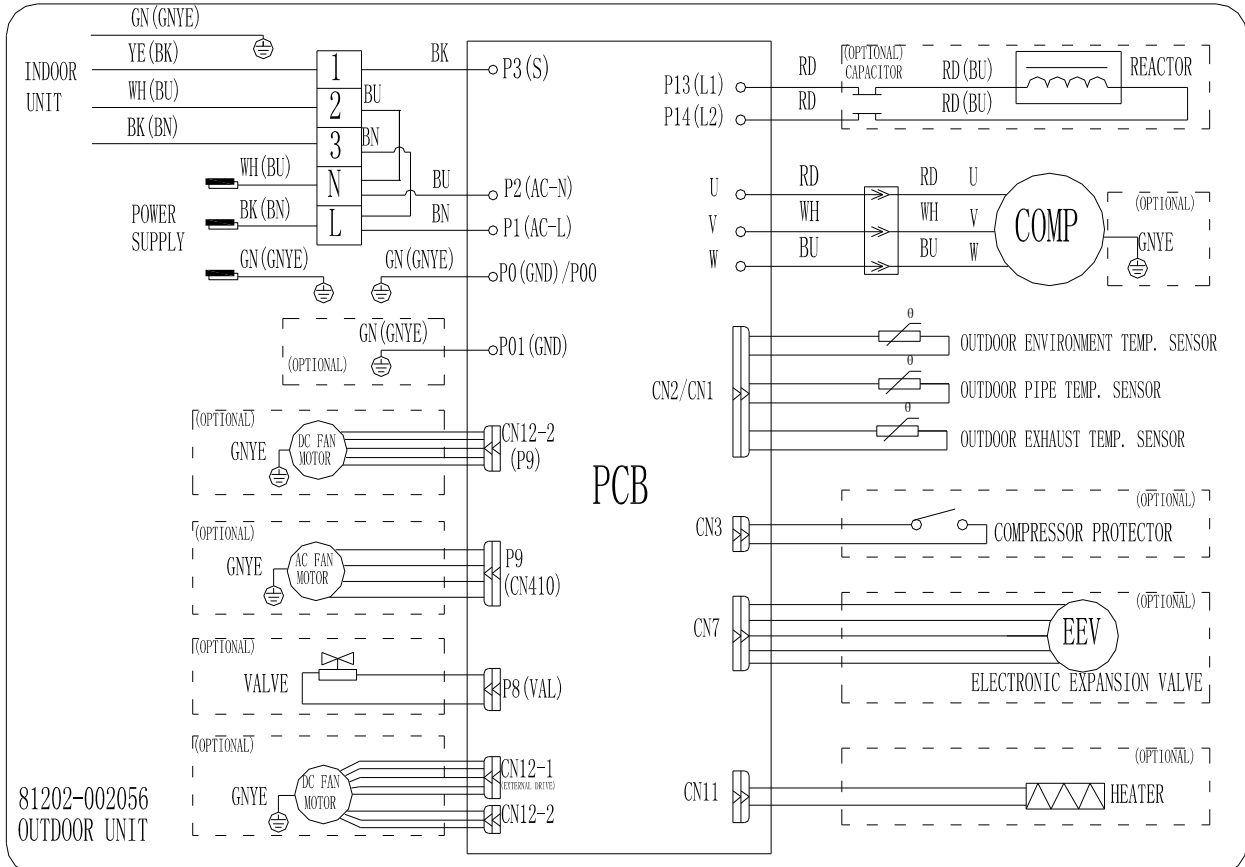 GN(GNYE)
INDOOR
UNIT
YE(BK)
WH(BU)
BK(BN)
1
2
3
N
L
BK
BU
BN
BU
BN
P3(S)
P2(AC-N)
P1(AC-L)
POWER
SUPPLY
WH(BU)
BK(BN)
GN(GNYE)
GN(GNYE)
P0(GND)/P00
GN(GNYE)
(OPTIONAL)
P01(GND)
(OPTIONAL)
GNYE
DC FAN
MOTOR
CN12-2
(P9)
(OPTIONAL)
GNYE
AC FAN
MOTOR
P9
(CN410)
(OPTIONAL)
VALVE
P8(VAL)
(OPTIONAL)
GNYE
DC FAN
MOTOR
CN12-1
(EXTERNAL DRIVE)
CN12-2
81202-002056
OUTDOOR UNIT
PCB
P13(L1)
P14(L2)
RD
RD
(OPTIONAL)
CAPACITOR
RD(BU)
RD(BU)
REACTOR
U
V
W
RD
WH
BU
RD
WH
BU
U
V
W
COMP
(OPTIONAL)
GNYE
CN2/CN1
θ
OUTDOOR ENVIRONMENT TEMP. SENSOR
θ
OUTDOOR PIPE TEMP. SENSOR
θ
OUTDOOR EXHAUST TEMP. SENSOR
CN3
(OPTIONAL)
COMPRESSOR PROTECTOR
CN7
(OPTIONAL)
EEV
ELECTRONIC EXPANSION VALVE
CN11
(OPTIONAL)
HEATER